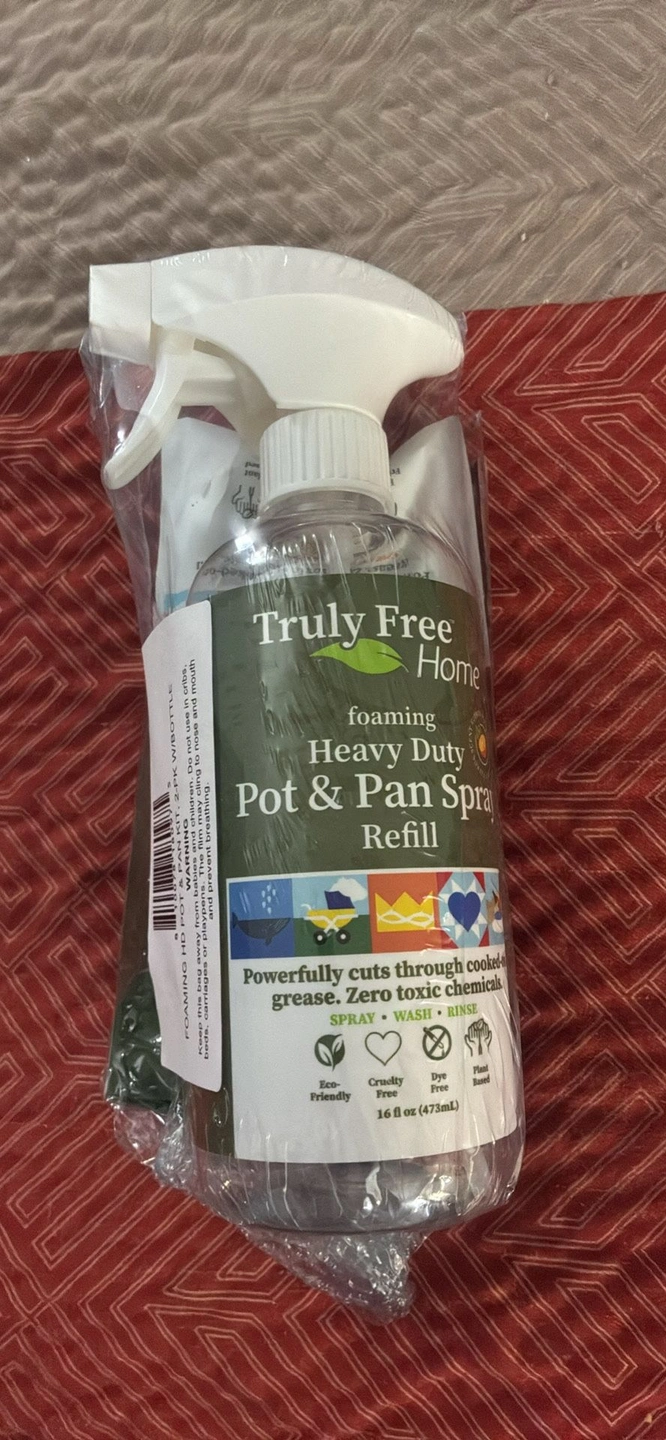 Truly Free
Home
foaming
Heavy Duty
Pot & Pan Spray
Refill
Powerfully cuts through cooked-
grease. Zero toxic chemicals.
SPRAY • WASH • RINSE
Eco-
Friendly
Cruelty
Free
Dye
Free
Plant
Based
16 fl oz (473mL)
FOAMING HD POT & PAN KIT, 2-PK W/BOTTLE
WARNING
Keep this bag away from babies and children. Do not use in cribs,
beds, carriages or playpens. The film may cling to nose and mouth
and prevent breathing.